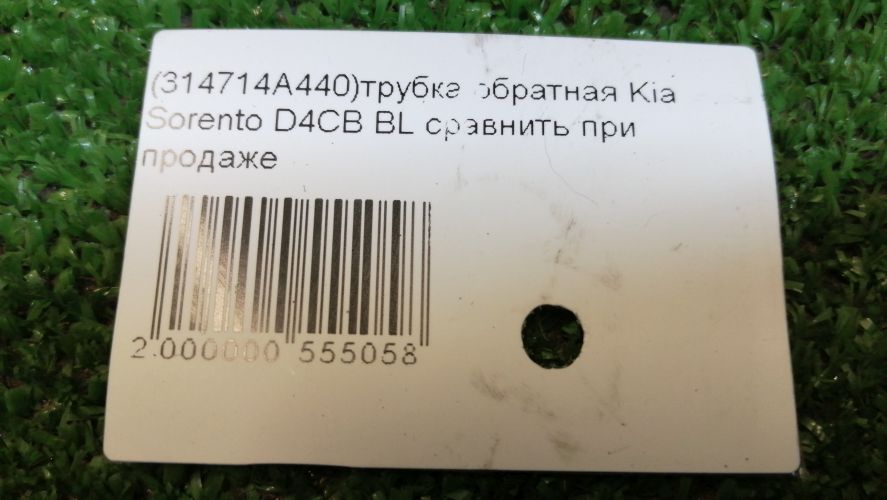 (314714A440)трубка обратная Kia
Sorento D4CB BL сравнить при
продаже
2 000000 555058